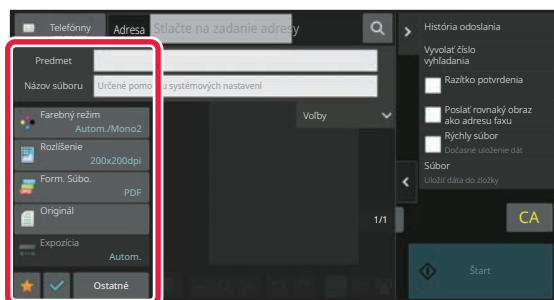 Telefónny
Adresa
Stlačte na zadanie adresy
Predmet
Názov súboru
Určené pomo u systémových nastavení
Farebný režim
Autom./Mono2
Rozlíšenie
200x200dpi
Form. Súbo.
PDF
Originál
Expozícia
Autom.
Ostatné
Voľby
1/1
História odoslania
Vyvolať číslo
vyhľadania
Razítko potvrdenia
Poslať rovnaký obraz
ako adresu faxu
Rýchly súbor
Dočasné uloženie dát
Súbor
Uložiť dáta do zložky
CA
Štart